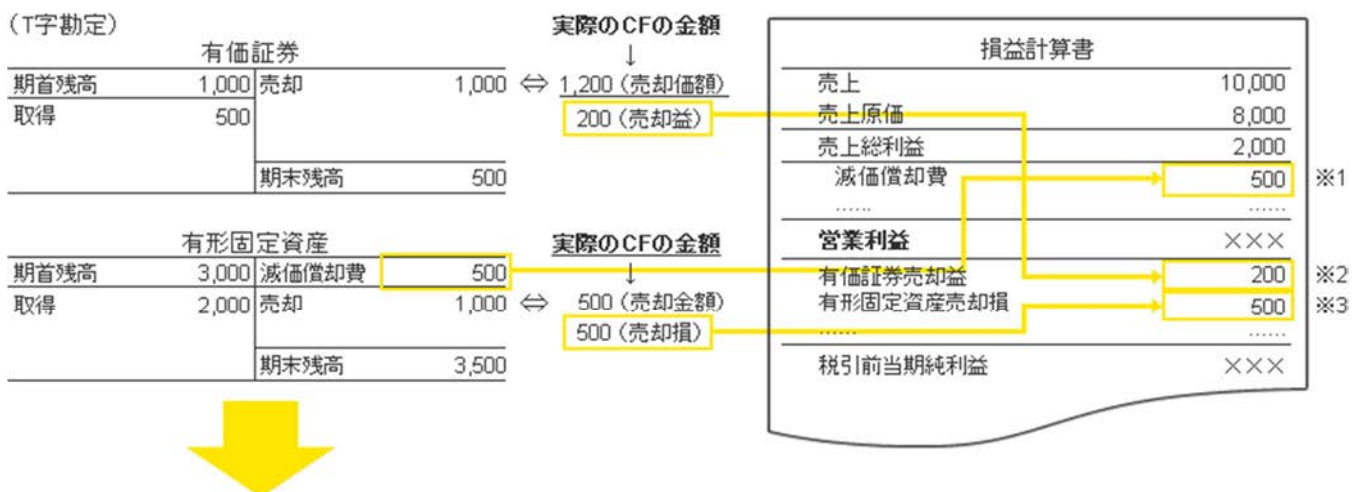 （T字勘定）
有価証券
期首残高 1,000 売却 1,000
取得 500
期末残高 500
実際のCFの金額
↓
⇔ 1,200（売却価額）
200（売却益）
有形固定資産
期首残高 3,000 減価償却費 500
取得 2,000 売却 1,000
期末残高 3,500
実際のCFの金額
↓
⇔ 500（売却金額）
500（売却損）
損益計算書
売上 10,000
売上原価 8,000
売上総利益 2,000
減価償却費 500 ※1
…… ……
営業利益 ×××
有価証券売却益 200 ※2
有形固定資産売却損 500 ※3
…… ……
税引前当期純利益 ×××